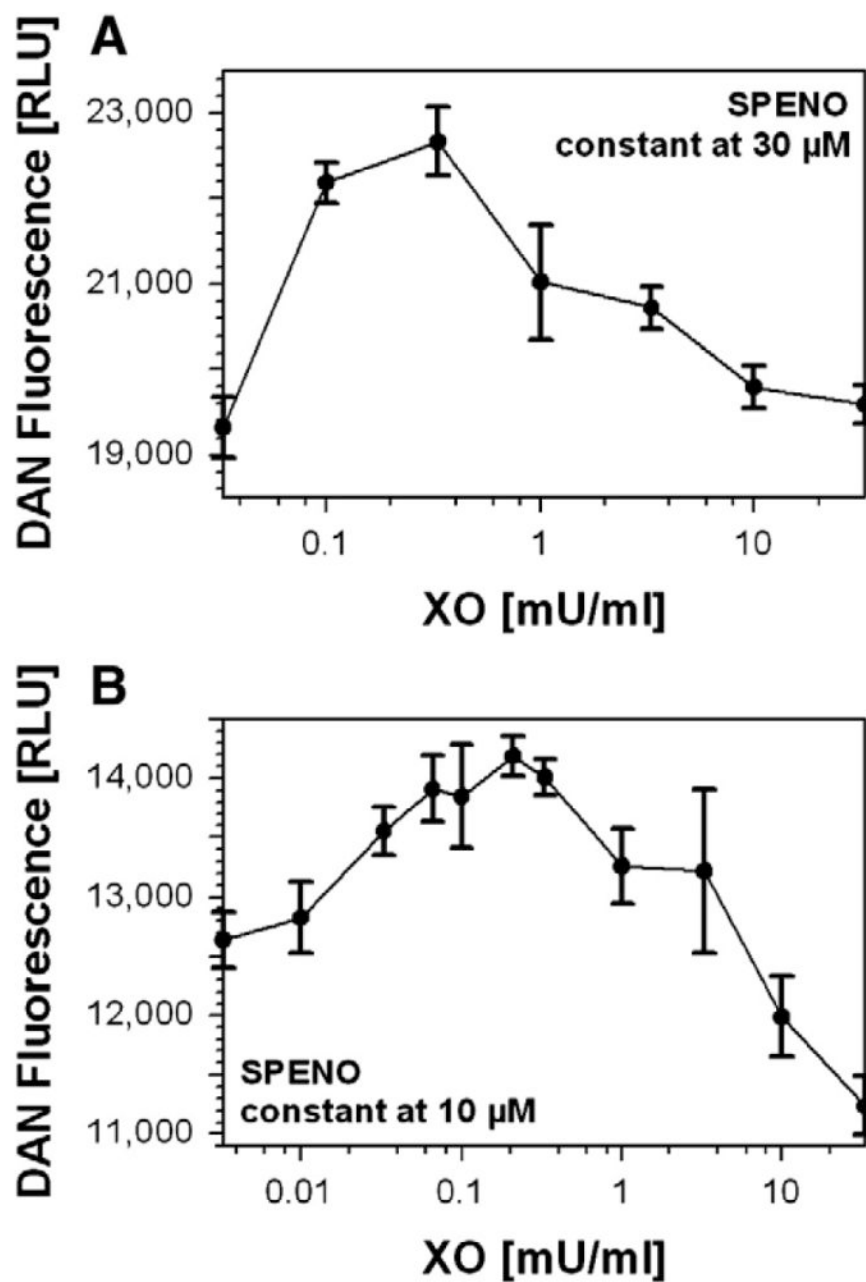 A
DAN Fluorescence [RLU]
23,000
21,000
19,000
SPENO
constant at 30 µM
0.1
1
10
XO [mU/ml]
B
DAN Fluorescence [RLU]
14,000
13,000
12,000
11,000
SPENO
constant at 10 µM
0.01
0.1
1
10
XO [mU/ml]